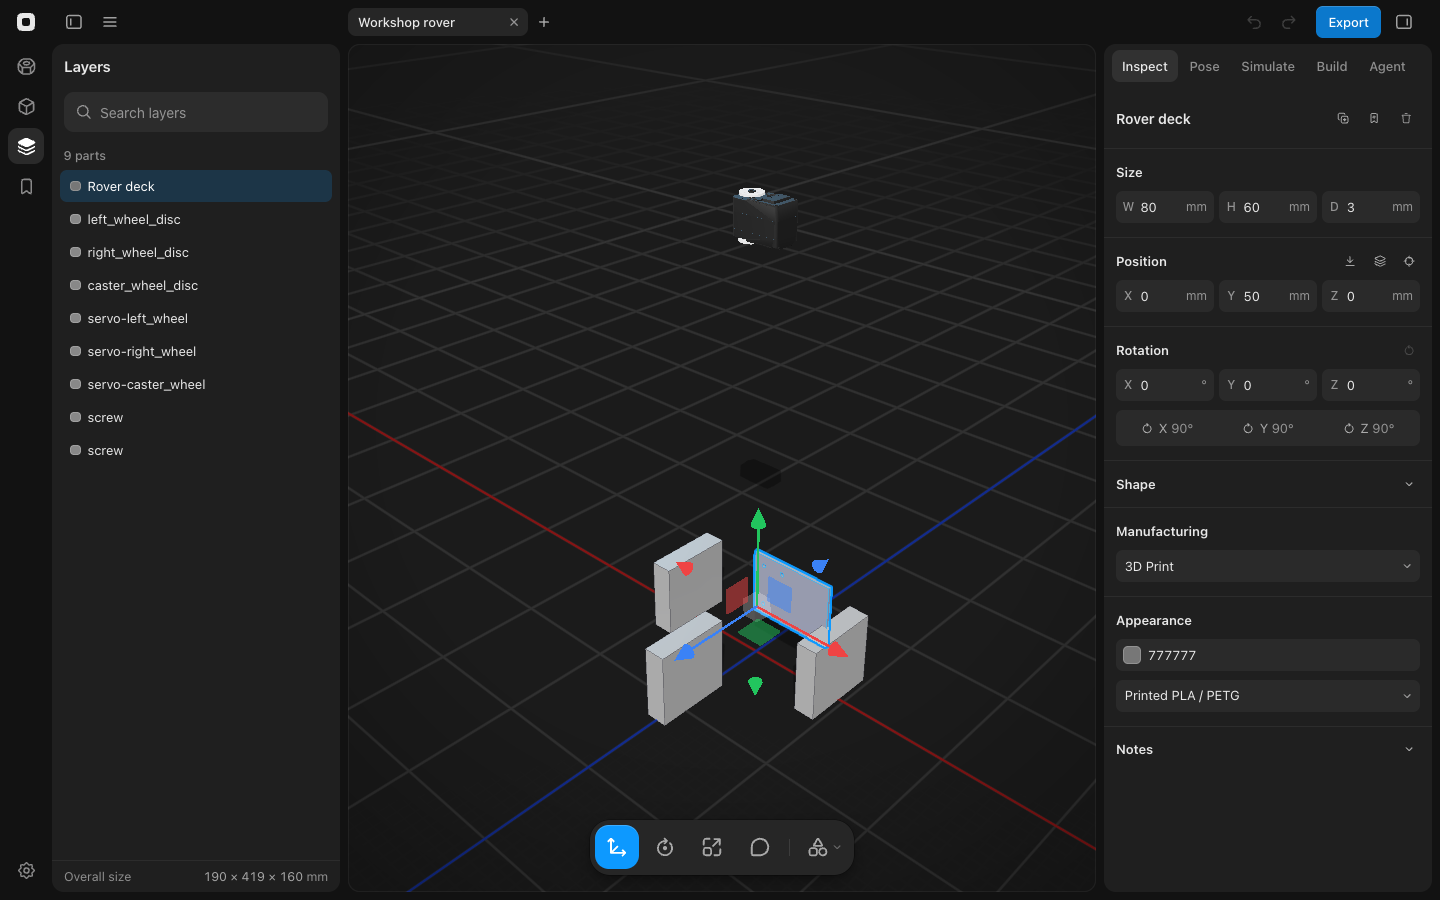 Workshop rover
Export
Layers
Search layers
9 parts
Rover deck
left_wheel_disc
right_wheel_disc
caster_wheel_disc
servo-left_wheel
servo-right_wheel
servo-caster_wheel
screw
screw
Overall size
190 × 419 × 160 mm
Inspect
Pose
Simulate
Build
Agent
Rover deck
Size
W 80 mm
H 60 mm
D 3 mm
Position
X 0 mm
Y 50 mm
Z 0 mm
Rotation
X 0 °
Y 0 °
Z 0 °
X 90°
Y 90°
Z 90°
Shape
Manufacturing
3D Print
Appearance
777777
Printed PLA / PETG
Notes